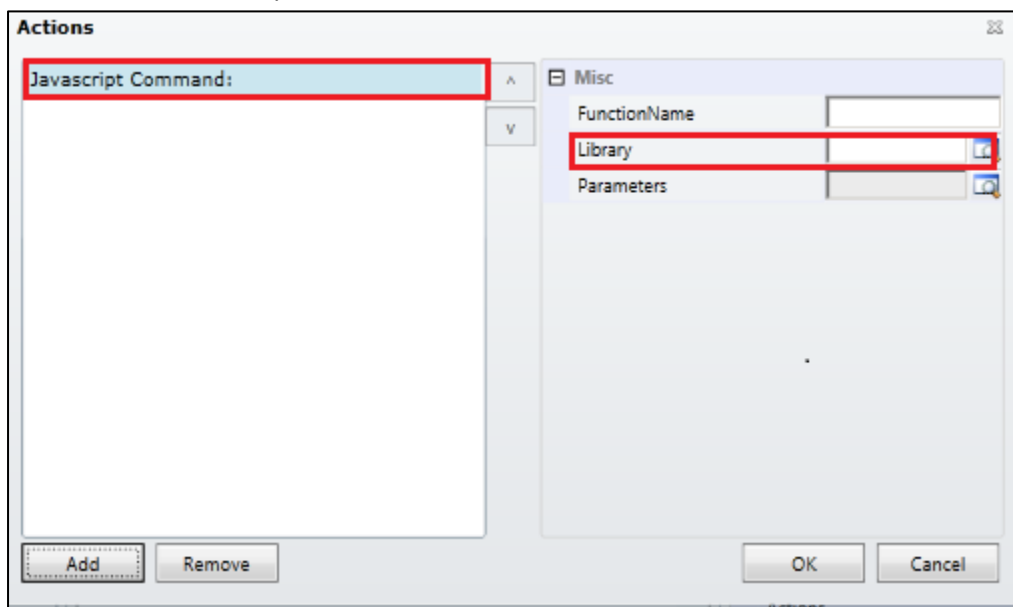 Actions
Javascript Command:
^
v
Misc
FunctionName
Library
Parameters
Add
Remove
OK
Cancel